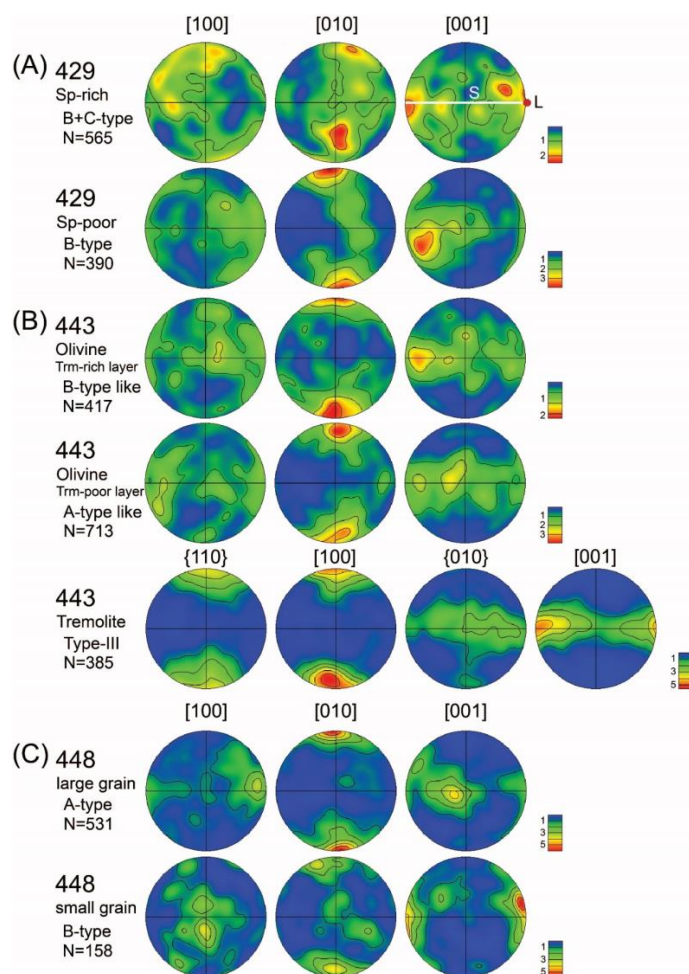 [100] [010] [001]
(A) 429
Sp-rich
B+C-type
N=565
S
L
1
2
429
Sp-poor
B-type
N=390
1
2
3
(B) 443
Olivine
Trm-rich layer
B-type like
N=417
1
2
443
Olivine
Trm-poor layer
A-type like
N=713
1
2
3
{110} [100] {010} [001]
443
Tremolite
Type-III
N=385
1
3
5
[100] [010] [001]
(C) 448
large grain
A-type
N=531
1
3
5
448
small grain
B-type
N=158
1
3
5